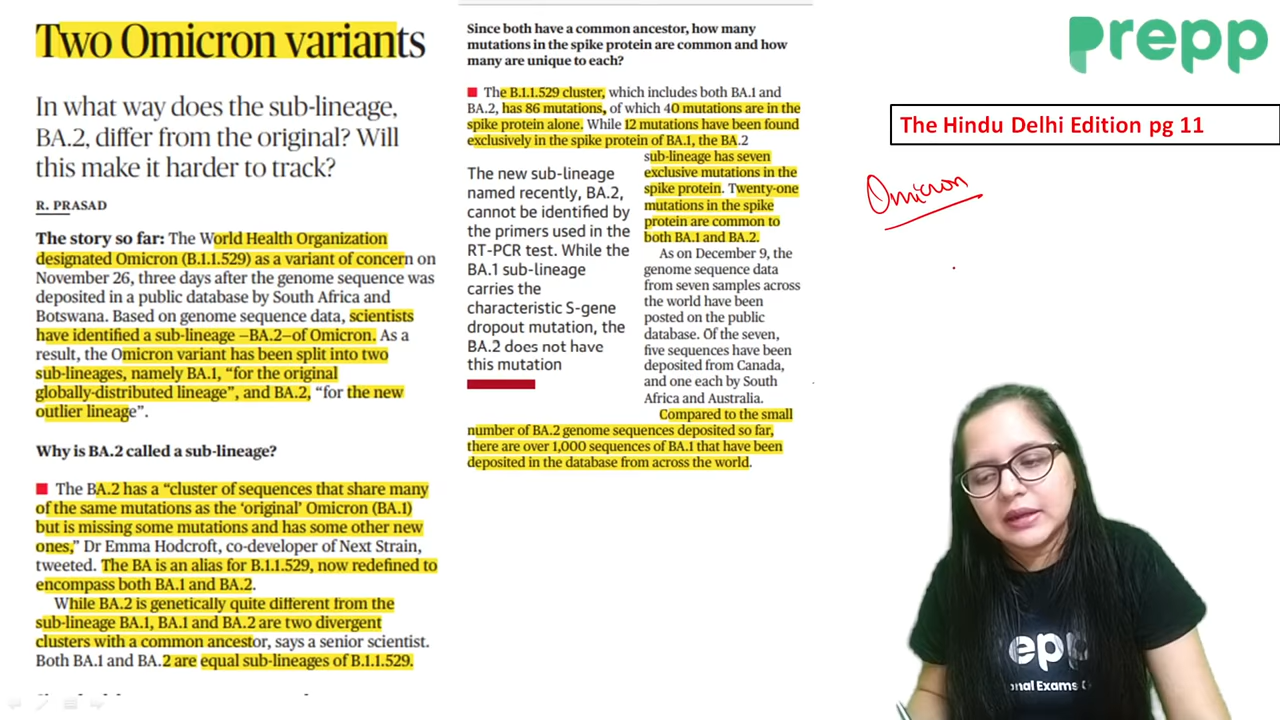 Two Omicron variants
In what way does the sub-lineage,
BA.2, differ from the original? Will
this make it harder to track?
R. PRASAD
The story so far: The World Health Organization
designated Omicron (B.1.1.529) as a variant of concern on
November 26, three days after the genome sequence was
deposited in a public database by South Africa and
Botswana. Based on genome sequence data, scientists
have identified a sub-lineage —BA.2—of Omicron. As a
result, the Omicron variant has been split into two
sub-lineages, namely BA.1, “for the original
globally-distributed lineage”, and BA.2, “for the new
outlier lineage”.
Why is BA.2 called a sub-lineage?
The BA.2 has a “cluster of sequences that share many
of the same mutations as the ‘original’ Omicron (BA.1)
but is missing some mutations and has some other new
ones,” Dr Emma Hodcroft, co-developer of Next Strain,
tweeted. The BA is an alias for B.1.1.529, now redefined to
encompass both BA.1 and BA.2.
While BA.2 is genetically quite different from the
sub-lineage BA.1, BA.1 and BA.2 are two divergent
clusters with a common ancestor, says a senior scientist.
Both BA.1 and BA.2 are equal sub-lineages of B.1.1.529.
Since both have a common ancestor, how many
mutations in the spike protein are common and how
many are unique to each?
The B.1.1.529 cluster, which includes both BA.1 and
BA.2, has 86 mutations, of which 40 mutations are in the
spike protein alone. While 12 mutations have been found
exclusively in the spike protein of BA.1, the BA.2
sub-lineage has seven
exclusive mutations in the
spike protein. Twenty-one
mutations in the spike
protein are common to
both BA.1 and BA.2.
As on December 9, the
genome sequence data
from seven samples across
the world have been
posted on the public
database. Of the seven,
five sequences have been
deposited from Canada,
and one each by South
Africa and Australia.
Compared to the small
number of BA.2 genome sequences deposited so far,
there are over 1,000 sequences of BA.1 that have been
deposited in the database from across the world.
The new sub-lineage
named recently, BA.2,
cannot be identified by
the primers used in the
RT-PCR test. While the
BA.1 sub-lineage
carries the
characteristic S-gene
dropout mutation, the
BA.2 does not have
this mutation
prepp
The Hindu Delhi Edition pg 11
Omicron